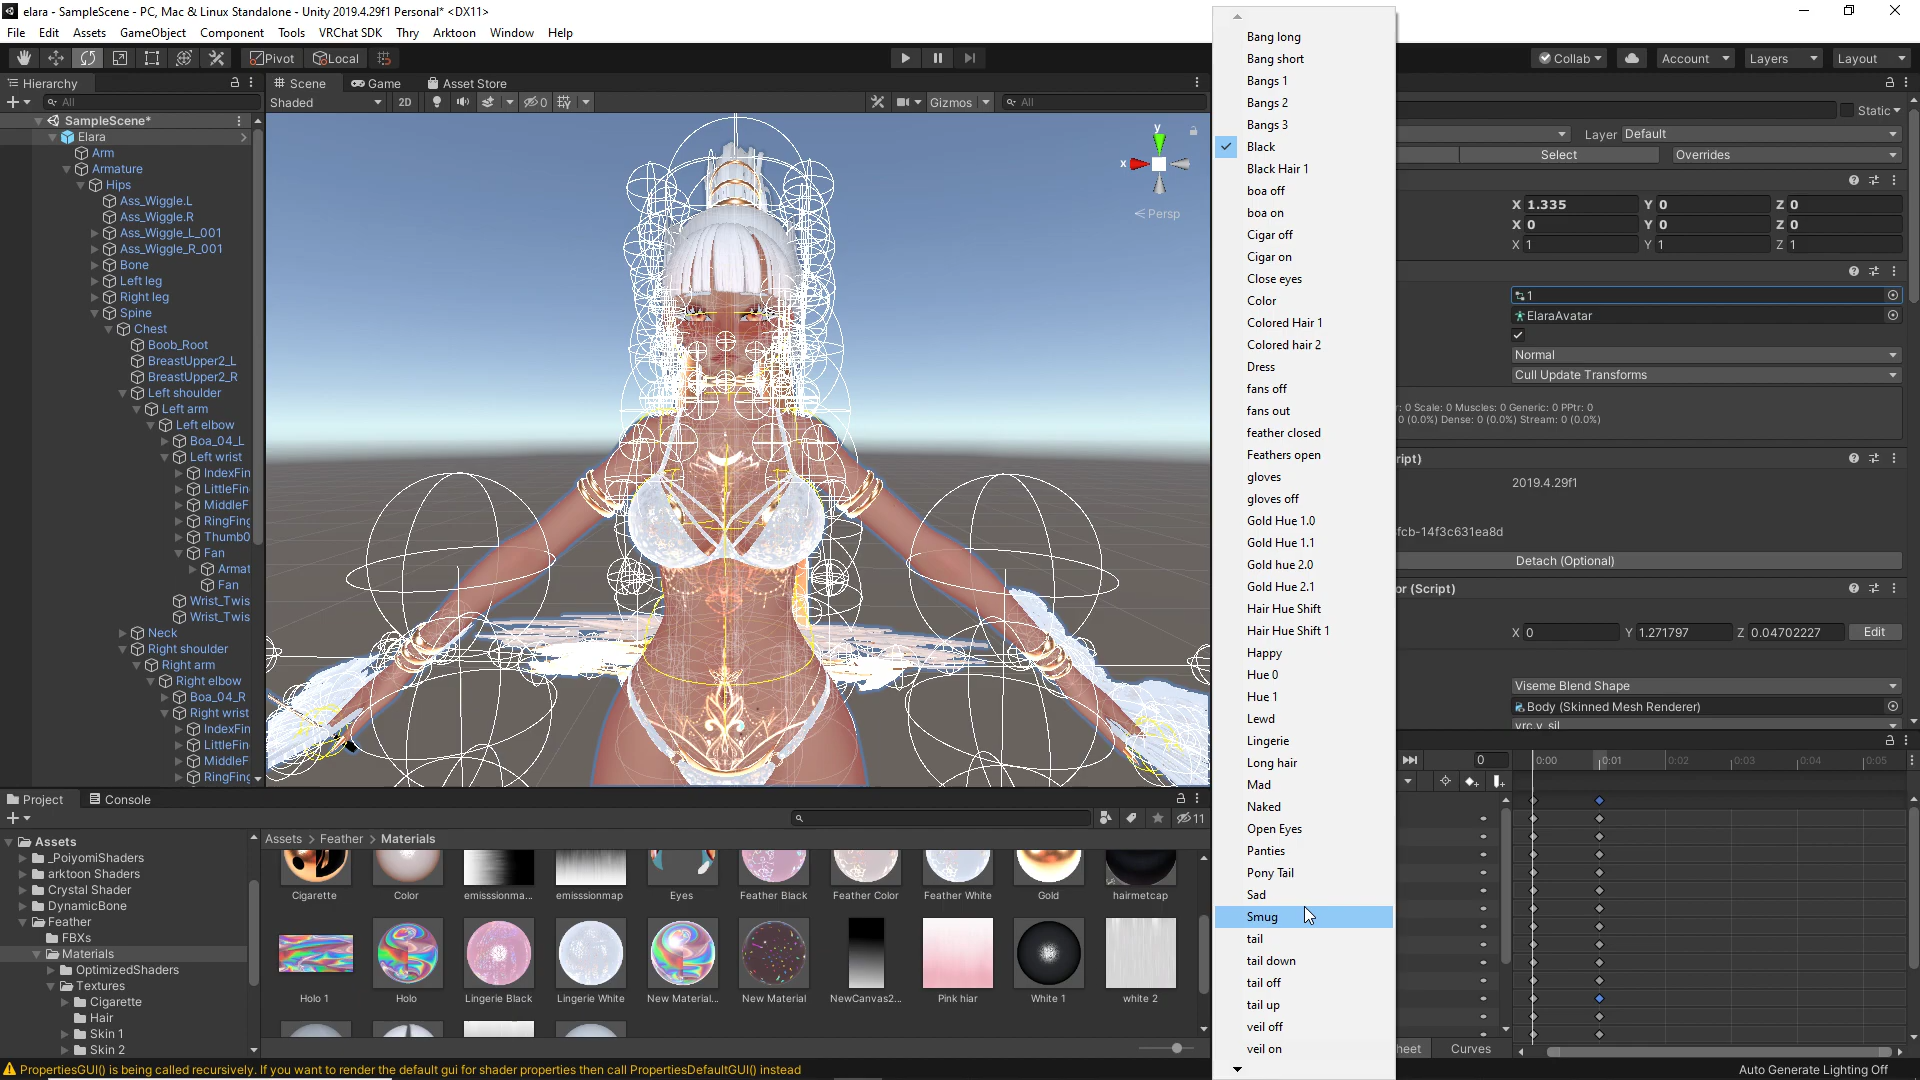 elara - SampleScene - PC, Mac & Linux Standalone - Unity 2019.4.29f1 Personal* <DX11>
File Edit Assets GameObject Component Tools VRChat SDK Thry Arktoon Window Help
Pivot Local Collab Account Layers Layout
Hierarchy
All
SampleScene*
Elara
Arm
Armature
Hips
Ass_Wiggle.L
Ass_Wiggle.R
Ass_Wiggle_L_001
Ass_Wiggle_R_001
Bone
Left leg
Right leg
Spine
Chest
Boob_Root
BreastUpper2_L
BreastUpper2_R
Left shoulder
Left arm
Left elbow
Boa_04_L
Left wrist
IndexFin
LittleFin
MiddleF
RingFing
Thumb0
Fan
Armat
Fan
Wrist_Twis
Wrist_Twis
Neck
Right shoulder
Right arm
Right elbow
Boa_04_R
Right wrist
IndexFin
LittleFin
MiddleF
RingFing
Scene Game Asset Store
Shaded 2D 0 Gizmos All
y
x
Persp
Bang long
Bang short
Bangs 1
Bangs 2
Bangs 3
Black
Black Hair 1
boa off
boa on
Cigar off
Cigar on
Close eyes
Color
Colored Hair 1
Colored hair 2
Dress
fans off
fans out
feather closed
Feathers open
gloves
gloves off
Gold Hue 1.0
Gold Hue 1.1
Gold hue 2.0
Gold Hue 2.1
Hair Hue Shift
Hair Hue Shift 1
Happy
Hue 0
Hue 1
Lewd
Lingerie
Long hair
Mad
Naked
Open Eyes
Panties
Pony Tail
Sad
Smug
tail
tail down
tail off
tail up
veil off
veil on
Static
Layer Default
Select Overrides
X 1.335 Y 0 Z 0
X 0 Y 0 Z 0
X 1 Y 1 Z 1
1
ElaraAvatar
Normal
Cull Update Transforms
r: 0 Scale: 0 Muscles: 0 Generic: 0 PPtr: 0
0 (0.0%) Dense: 0 (0.0%) Stream: 0 (0.0%)
ript)
2019.4.29f1
fcb-14f3c631ea8d
Detach (Optional)
or (Script)
X 0 Y 1.271797 Z 0.04702227 Edit
Viseme Blend Shape
Body (Skinned Mesh Renderer)
vrc.v_sil
0 0:00 0:01 0:02 0:03 0:04 0:05
heet Curves
Project Console
11
Assets
_PoiyomiShaders
arktoon Shaders
Crystal Shader
DynamicBone
Feather
FBXs
Materials
OptimizedShaders
Textures
Cigarette
Hair
Skin 1
Skin 2
Assets > Feather > Materials
Cigarette Color emisssionma... emisssionmap Eyes Feather Black Feather Color Feather White Gold hairmetcap
Holo 1 Holo Lingerie Black Lingerie White New Material... New Material NewCanvas2... Pink hiar White 1 white 2
PropertiesGUI() is being called recursively. If you want to render the default gui for shader properties then call PropertiesDefaultGUI() instead
Auto Generate Lighting Off